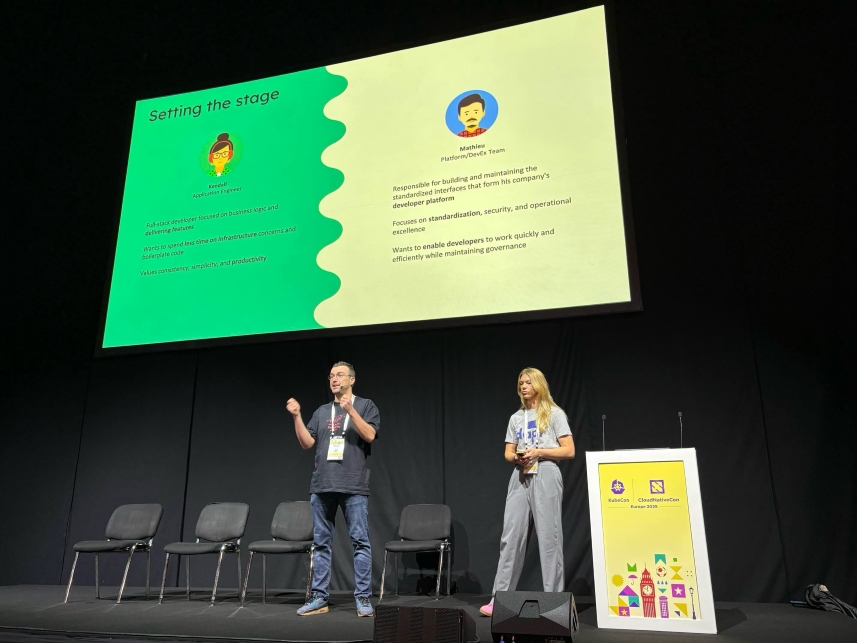 Setting the stage
Kendall
Application Engineer
Full-stack developer focused on business logic and
delivering features
Wants to spend less time on infrastructure concerns and
boilerplate code
Values consistency, simplicity, and productivity
Mathieu
Platform/DevEx Team
Responsible for building and maintaining the
standardized interfaces that form his company's
developer platform
Focuses on standardization, security, and operational
excellence
Wants to enable developers to work quickly and
efficiently while maintaining governance
KubeCon
CloudNativeCon
Europe 2025